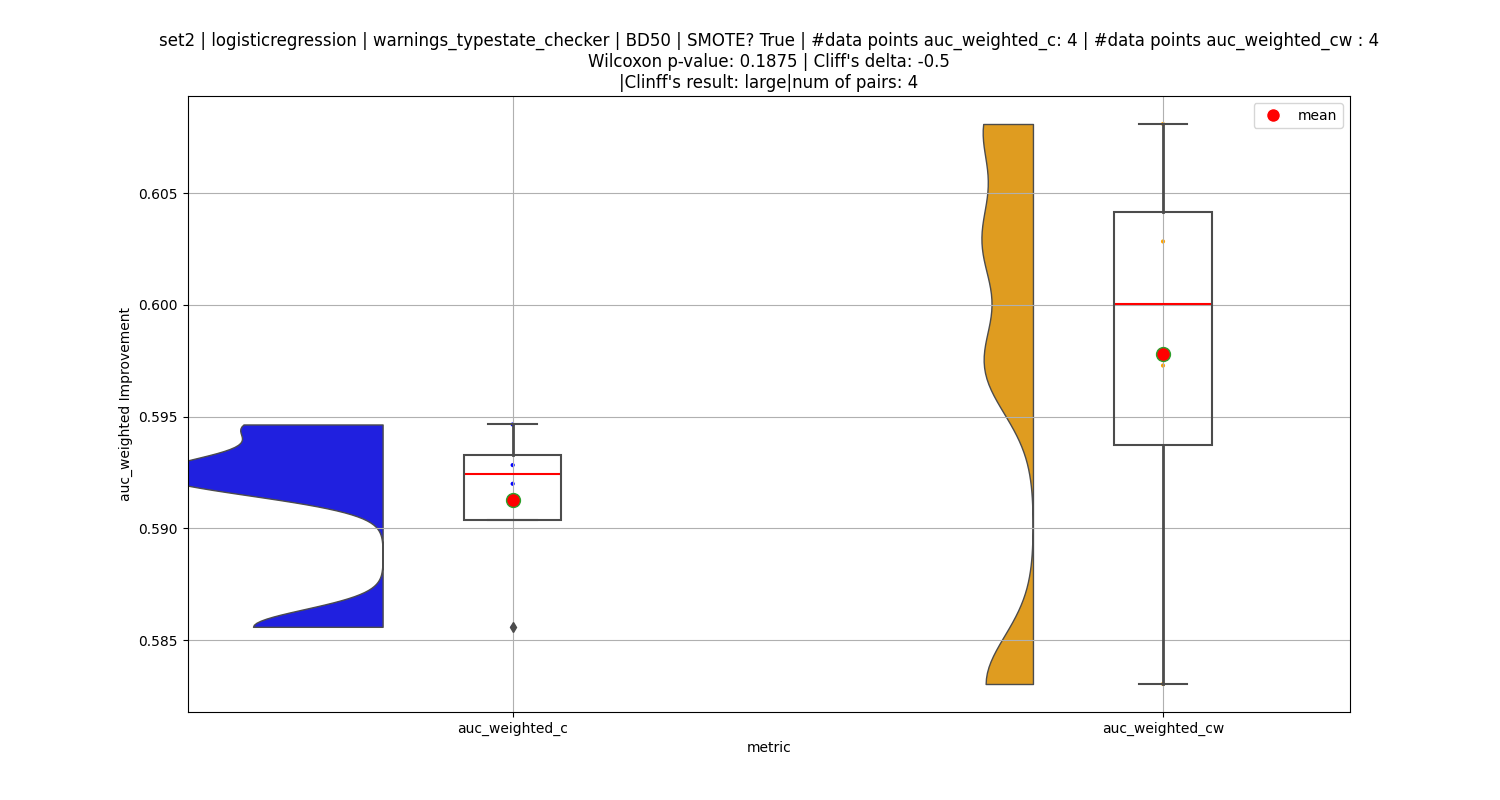 set2 | logisticregression | warnings_typestate_checker | BD50 | SMOTE? True | #data points auc_weighted_c: 4 | #data points auc_weighted_cw : 4
Wilcoxon p-value: 0.1875 | Cliff's delta: -0.5
|Clinff's result: large|num of pairs: 4
mean
0.605
0.600
0.595
0.590
0.585
auc_weighted Improvement
auc_weighted_c
auc_weighted_cw
metric